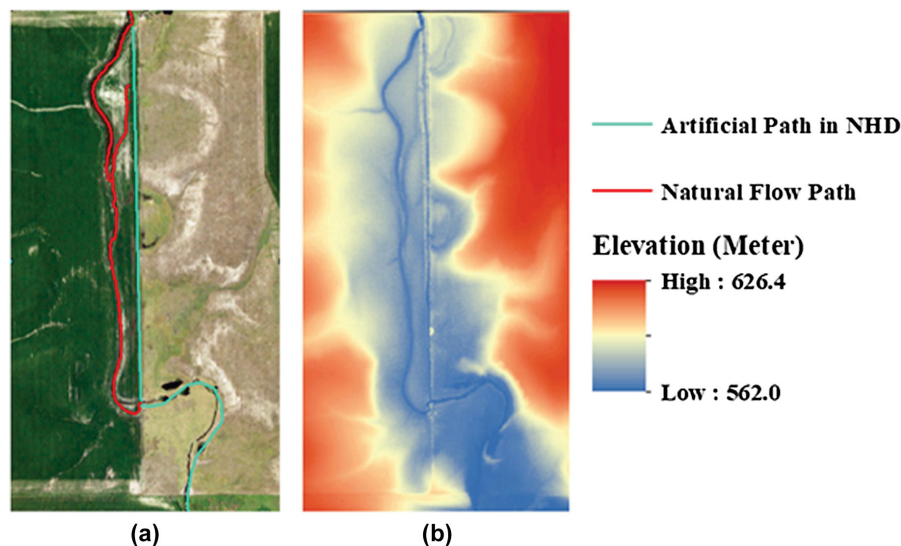 Artificial Path in NHD
Natural Flow Path
Elevation (Meter)
High : 626.4
Low : 562.0
(a)
(b)